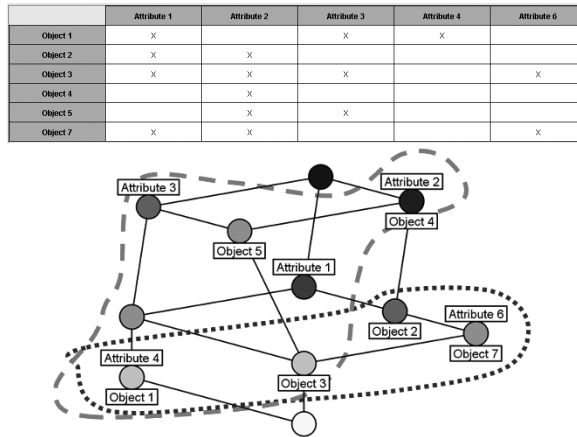 Attribute 1 Attribute 2 Attribute 3 Attribute 4 Attribute 6
Object 1 X X X
Object 2 X X
Object 3 X X X X
Object 4 X
Object 5 X X
Object 7 X X X
Attribute 3
Attribute 2
Object 4
Object 5
Attribute 1
Object 2
Attribute 6
Object 7
Attribute 4
Object 1
Object 3